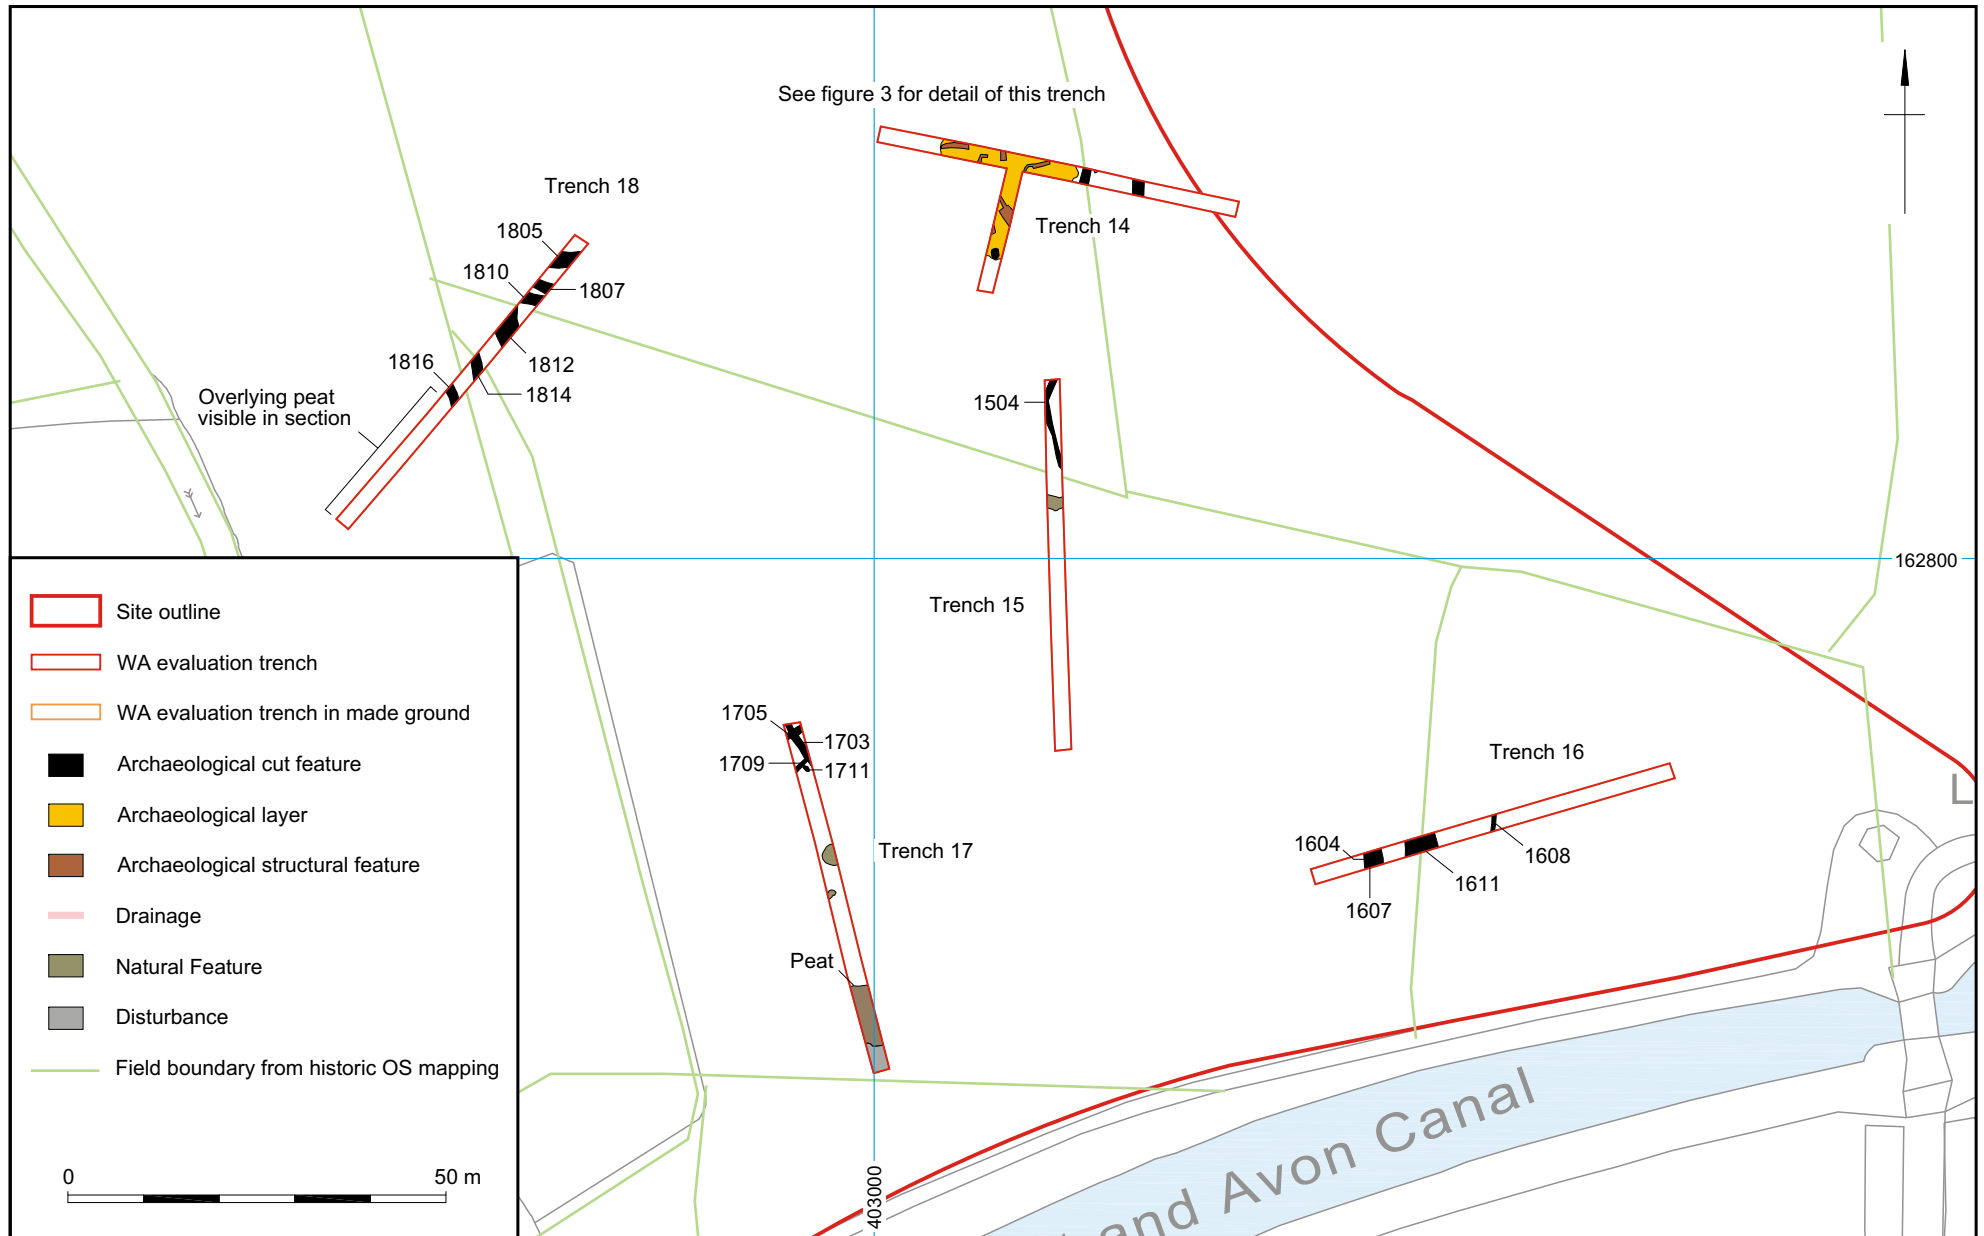 See figure 3 for detail of this trench
Trench 18
1805
1810
1807
1812
1816
1814
Overlying peat
visible in section
Trench 14
1504
162800
Trench 15
Site outline
WA evaluation trench
WA evaluation trench in made ground
Archaeological cut feature
Archaeological layer
Archaeological structural feature
Drainage
Natural Feature
Disturbance
Field boundary from historic OS mapping
0
50 m
1705
1703
1709
1711
Trench 17
Peat
Trench 16
1604
1608
1611
1607
L
and Avon Canal
403000